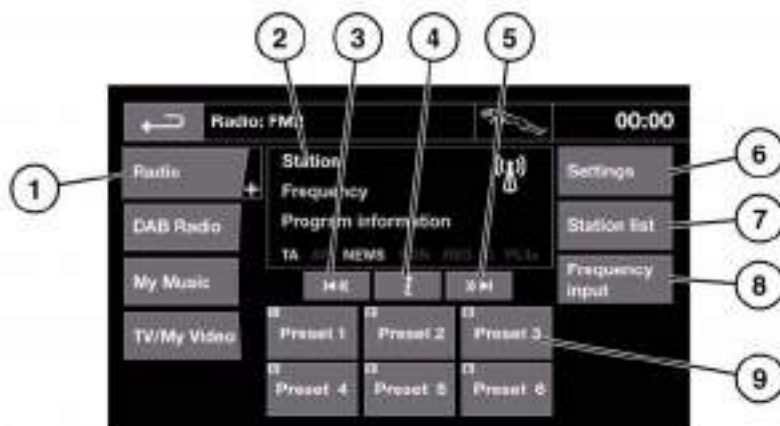 2 3 4 5
Radio: FM 00:00
1
Radio
DAB Radio
My Music
TV/My Video
Station
Frequency
Program information
TA NEWS
i
Preset 1 Preset 2 Preset 3
Preset 4 Preset 5 Preset 6
Settings
Station list
Frequency input
6
7
8
9